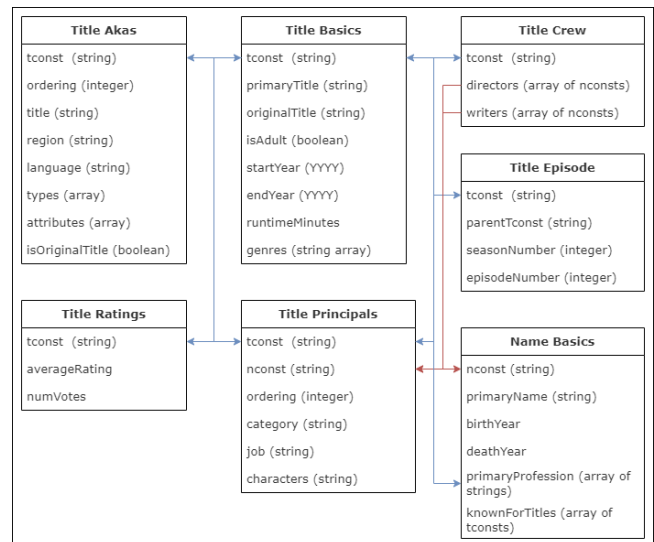 Title Akas
tconst (string)
ordering (integer)
title (string)
region (string)
language (string)
types (array)
attributes (array)
isOriginalTitle (boolean)
Title Basics
tconst (string)
primaryTitle (string)
originalTitle (string)
isAdult (boolean)
startYear (YYYY)
endYear (YYYY)
runtimeMinutes
genres (string array)
Title Crew
tconst (string)
directors (array of nconsts)
writers (array of nconsts)
Title Episode
tconst (string)
parentTconst (string)
seasonNumber (integer)
episodeNumber (integer)
Title Ratings
tconst (string)
averageRating
numVotes
Title Principals
tconst (string)
nconst (string)
ordering (integer)
category (string)
job (string)
characters (string)
Name Basics
nconst (string)
primaryName (string)
birthYear
deathYear
primaryProfession (array of
strings)
knownForTitles (array of
tconsts)